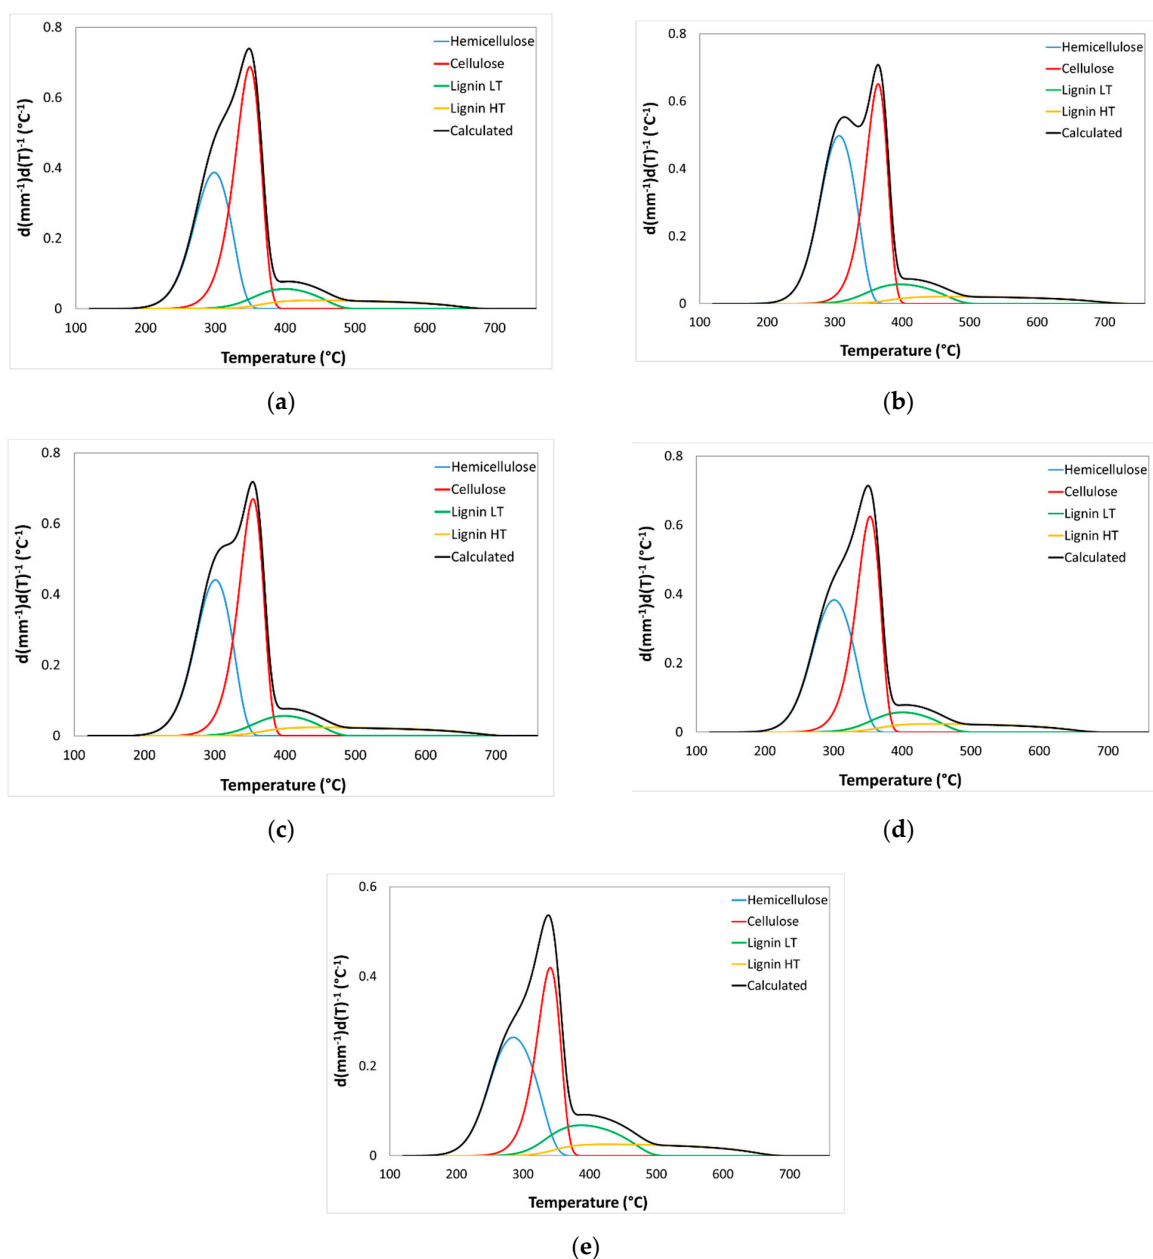 0.8
0.6
0.4
0.2
0
d(mm⁻¹)d(T)⁻¹ (°C⁻¹)
Hemicellulose
Cellulose
Lignin LT
Lignin HT
Calculated
100 200 300 400 500 600 700
Temperature (°C)
(a)
0.8
0.6
0.4
0.2
0
d(mm⁻¹)d(T)⁻¹ (°C⁻¹)
Hemicellulose
Cellulose
Lignin LT
Lignin HT
Calculated
100 200 300 400 500 600 700
Temperature (°C)
(b)
0.8
0.6
0.4
0.2
0
d(mm⁻¹)d(T)⁻¹ (°C⁻¹)
Hemicellulose
Cellulose
Lignin LT
Lignin HT
Calculated
100 200 300 400 500 600 700
Temperature (°C)
(c)
0.8
0.6
0.4
0.2
0
d(mm⁻¹)d(T)⁻¹ (°C⁻¹)
Hemicellulose
Cellulose
Lignin LT
Lignin HT
Calculated
100 200 300 400 500 600 700
Temperature (°C)
(d)
0.6
0.4
0.2
0
d(mm⁻¹)d(T)⁻¹ (°C⁻¹)
Hemicellulose
Cellulose
Lignin LT
Lignin HT
Calculated
100 200 300 400 500 600 700
Temperature (°C)
(e)